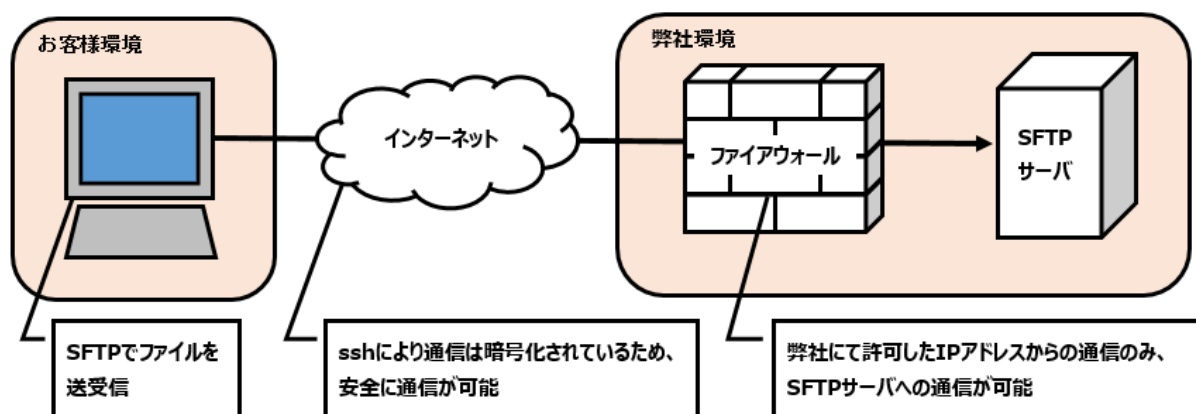 お客様環境
弊社環境
インターネット
ファイアウォール
SFTP
サーバ
SFTPでファイルを
送受信
sshにより通信は暗号化されているため、
安全に通信が可能
弊社にて許可したIPアドレスからの通信のみ、
SFTPサーバへの通信が可能